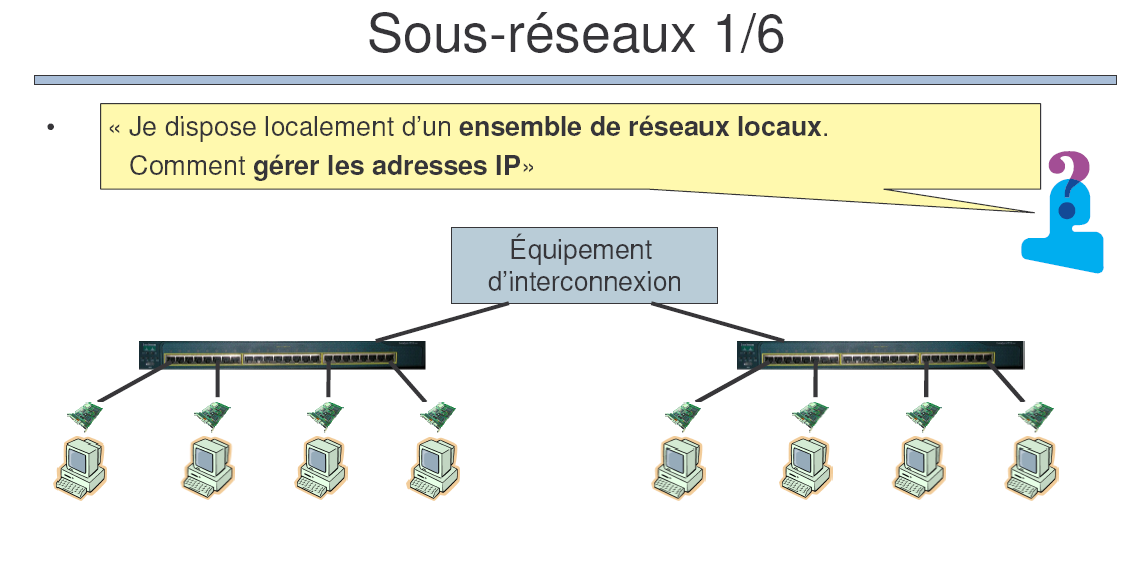 Sous-réseaux 1/6
• « Je dispose localement d’un ensemble de réseaux locaux.
Comment gérer les adresses IP»
?
Équipement
d’interconnexion